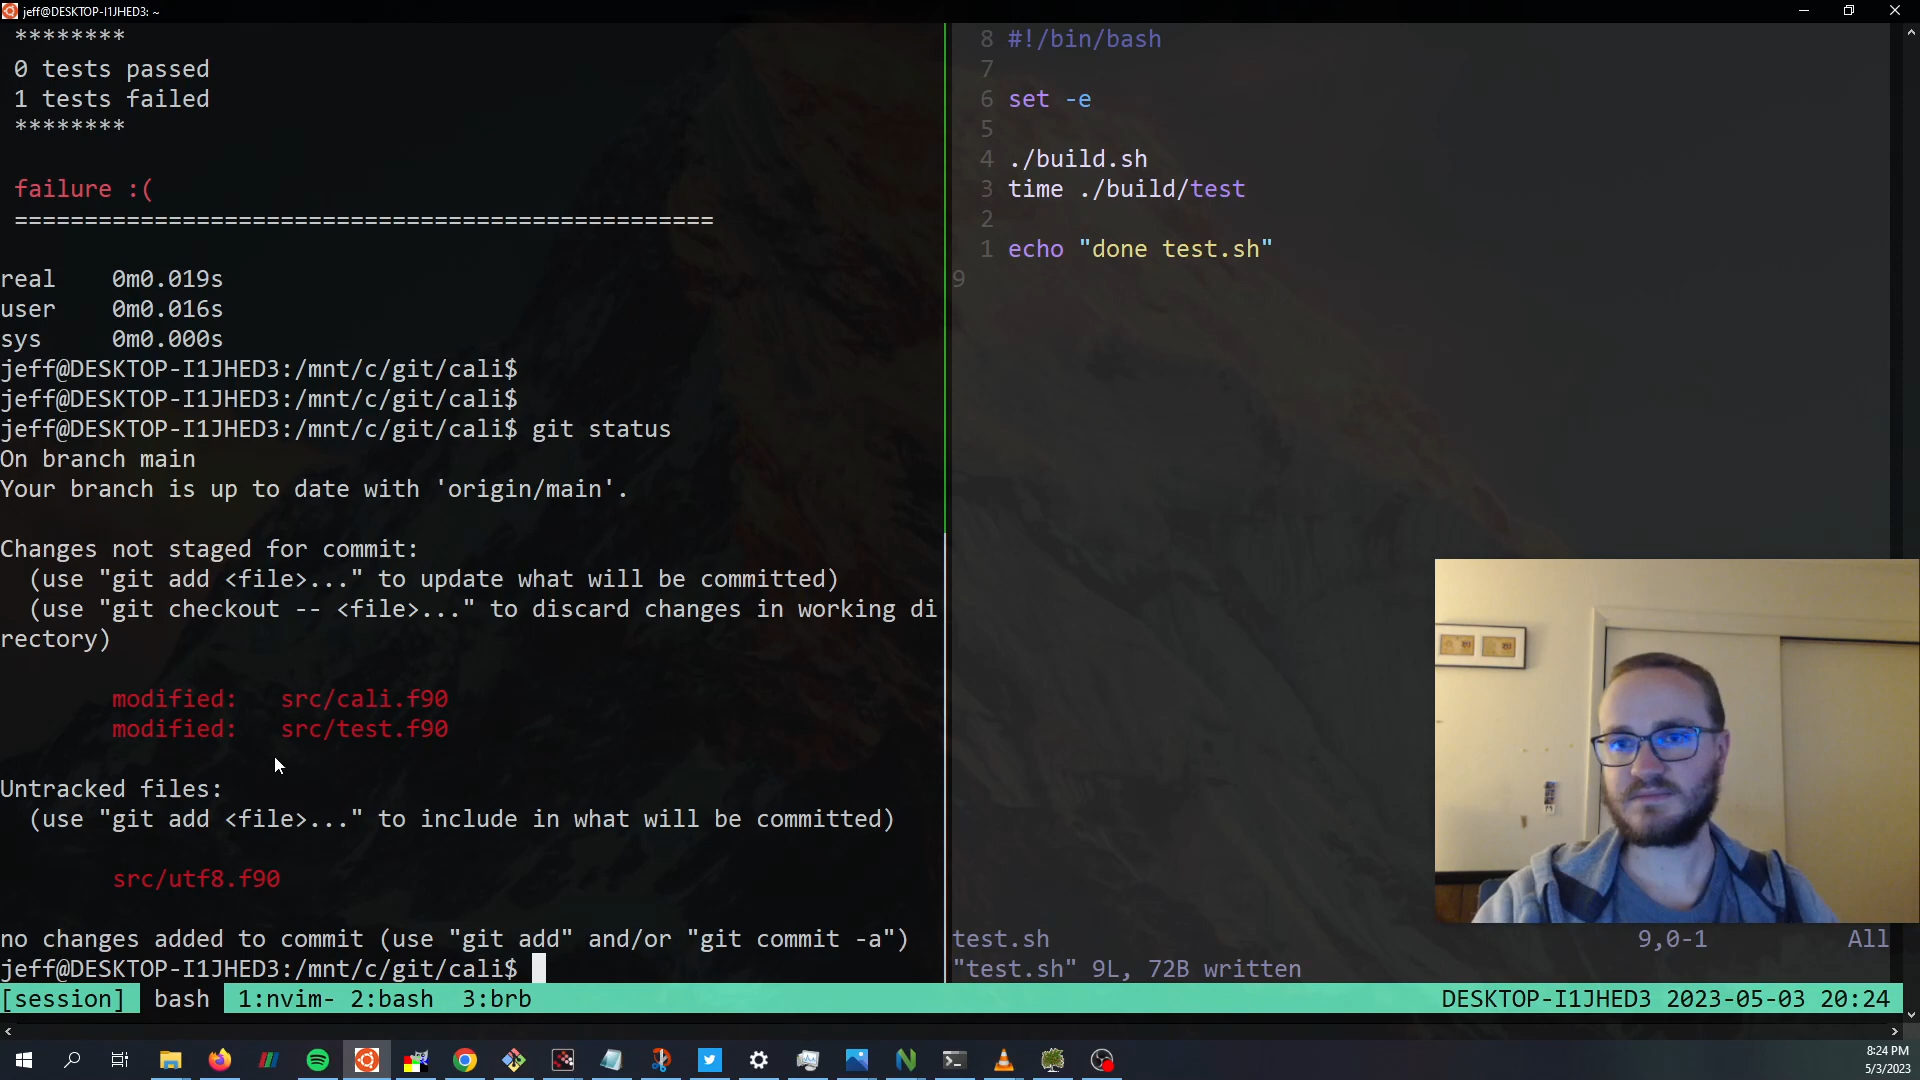 jeff@DESKTOP-I1JHED3: ~
********
0 tests passed
1 tests failed
********
failure :(
==================================================
real    0m0.019s
user    0m0.016s
sys     0m0.000s
jeff@DESKTOP-I1JHED3:/mnt/c/git/cali$
jeff@DESKTOP-I1JHED3:/mnt/c/git/cali$
jeff@DESKTOP-I1JHED3:/mnt/c/git/cali$ git status
On branch main
Your branch is up to date with 'origin/main'.
Changes not staged for commit:
(use "git add <file>..." to update what will be committed)
(use "git checkout -- <file>..." to discard changes in working di
rectory)
modified:   src/cali.f90
modified:   src/test.f90
Untracked files:
(use "git add <file>..." to include in what will be committed)
src/utf8.f90
no changes added to commit (use "git add" and/or "git commit -a")
jeff@DESKTOP-I1JHED3:/mnt/c/git/cali$
8 #!/bin/bash
7
6 set -e
5
4 ./build.sh
3 time ./build/test
2
1 echo "done test.sh"
9
test.sh 9,0-1 All
"test.sh" 9L, 72B written
[session] bash 1:nvim- 2:bash  3:brb DESKTOP-I1JHED3 2023-05-03 20:24
8:24 PM
5/3/2023